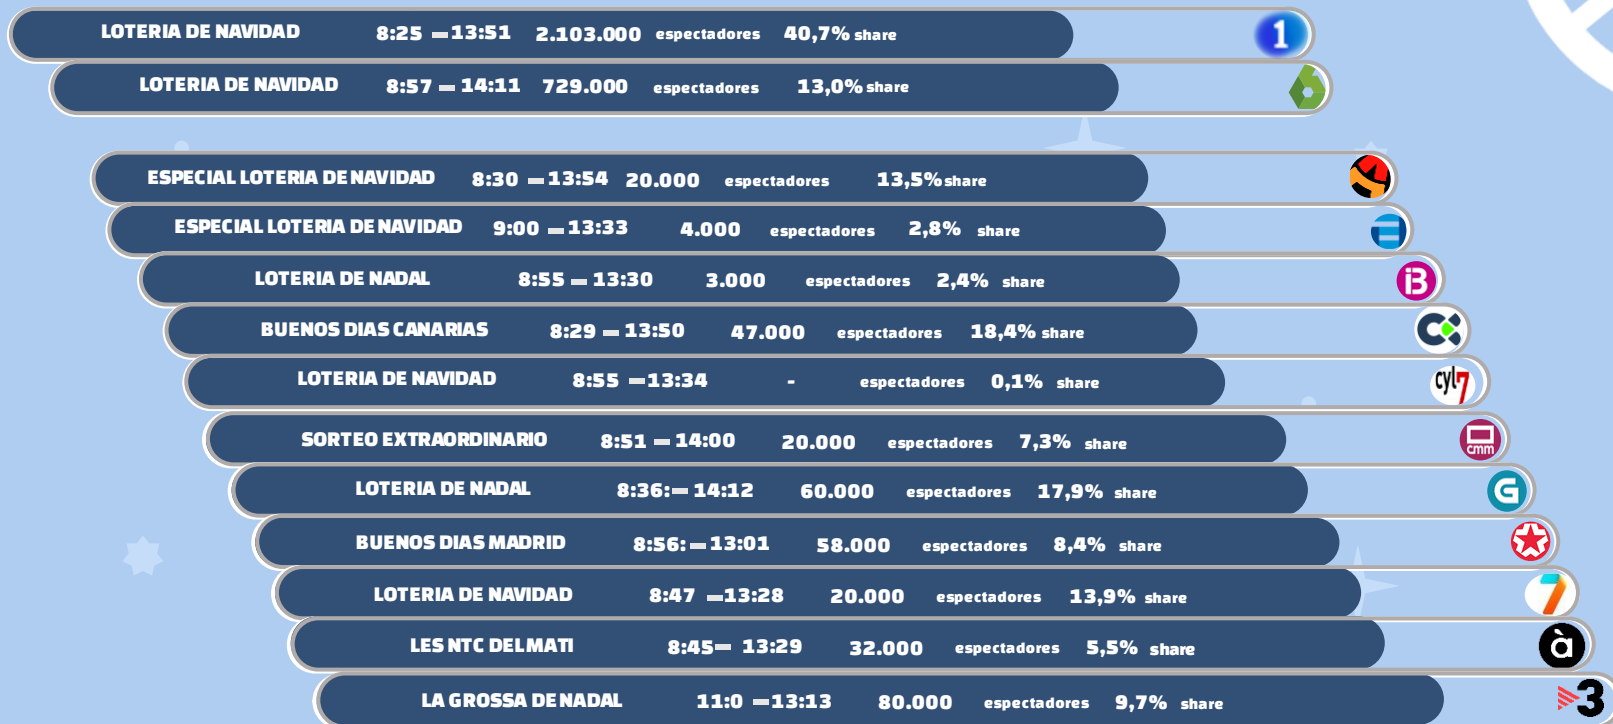 LOTERIA DE NAVIDAD 8:25 — 13:51 2.103.000 espectadores 40,7% share 1
LOTERIA DE NAVIDAD 8:57 — 14:11 729.000 espectadores 13,0% share
ESPECIAL LOTERIA DE NAVIDAD 8:30 — 13:54 20.000 espectadores 13,5% share
ESPECIAL LOTERIA DE NAVIDAD 9:00 — 13:33 4.000 espectadores 2,8% share
LOTERIA DE NADAL 8:55 — 13:30 3.000 espectadores 2,4% share iB
BUENOS DIAS CANARIAS 8:29 — 13:50 47.000 espectadores 18,4% share
LOTERIA DE NAVIDAD 8:55 — 13:34 - espectadores 0,1% share cyl7
SORTEO EXTRAORDINARIO 8:51 — 14:00 20.000 espectadores 7,3% share cmm
LOTERIA DE NADAL 8:36: — 14:12 60.000 espectadores 17,9% share G
BUENOS DIAS MADRID 8:56: — 13:01 58.000 espectadores 8,4% share
LOTERIA DE NAVIDAD 8:47 — 13:28 20.000 espectadores 13,9% share 7
LES NTC DEL MATI 8:45 — 13:29 32.000 espectadores 5,5% share à
LA GROSSA DE NADAL 11:0 — 13:13 80.000 espectadores 9,7% share 3